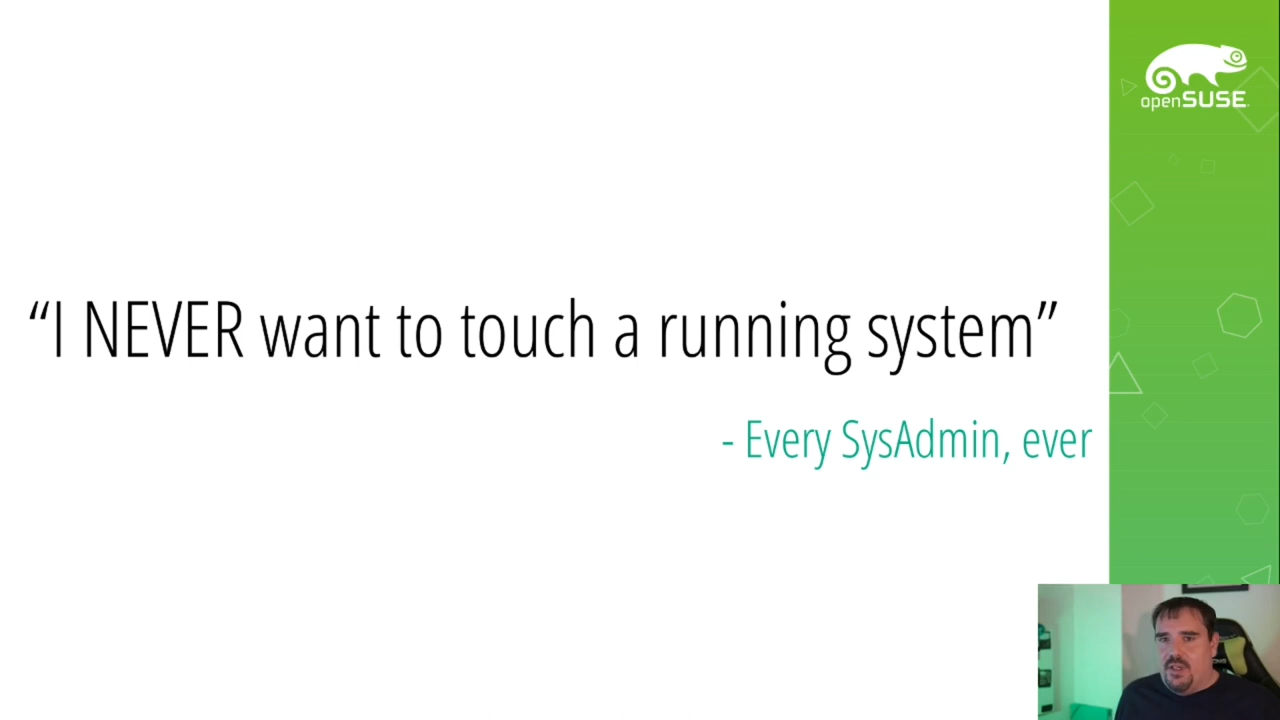 openSUSE
“I NEVER want to touch a running system”
- Every SysAdmin, ever